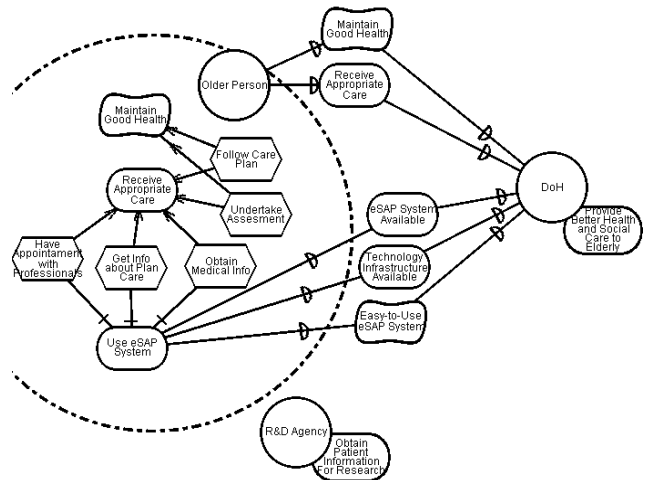 Maintain
Good Health
Older Person
Receive
Appropriate
Care
Maintain
Good Health
Follow Care
Plan
Receive
Appropriate
Care
Undertake
Assesment
DoH
eSAP System
Available
Provide
Better Health
and Social
Care to
Elderly
Have
Appointament
with
Professionals
Get Info
about Plan
Care
Obtain
Medical Info
Technology
Infrastructure
Available
Easy-to-Use
eSAP System
Use eSAP
System
R&D Agency
Obtain
Patient
Information
For Research